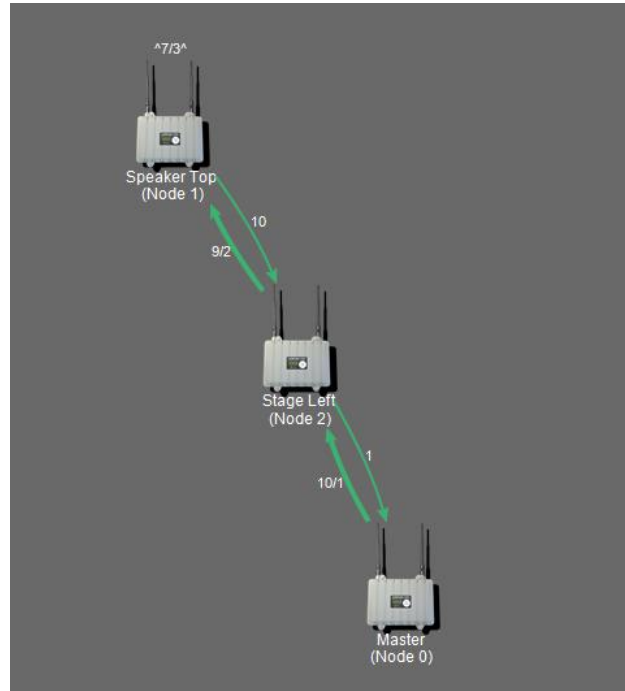 ^7/3^
Speaker Top
(Node 1)
10
9/2
Stage Left
(Node 2)
1
10/1
Master
(Node 0)